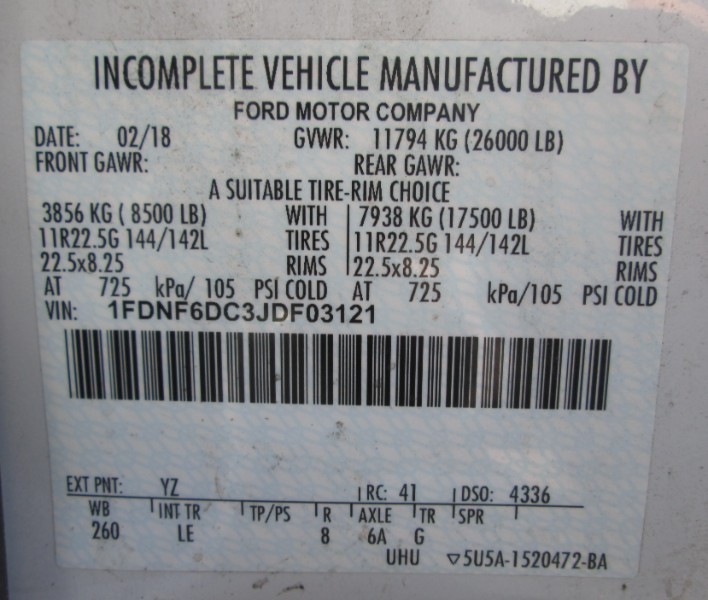 INCOMPLETE VEHICLE MANUFACTURED BY
FORD MOTOR COMPANY
DATE: 02/18 GVWR: 11794 KG (26000 LB)
FRONT GAWR: REAR GAWR:
A SUITABLE TIRE-RIM CHOICE
3856 KG ( 8500 LB) WITH 7938 KG (17500 LB) WITH
11R22.5G 144/142L TIRES 11R22.5G 144/142L TIRES
22.5x8.25 RIMS 22.5x8.25 RIMS
AT 725 kPa/ 105 PSI COLD AT 725 kPa/105 PSI COLD
VIN: 1FDNF6DC3JDF03121
EXT PNT: YZ RC: 41 DSO: 4336
WB INT TR TP/PS R AXLE TR SPR
260 LE 8 6A G
UHU ▽5U5A-1520472-BA